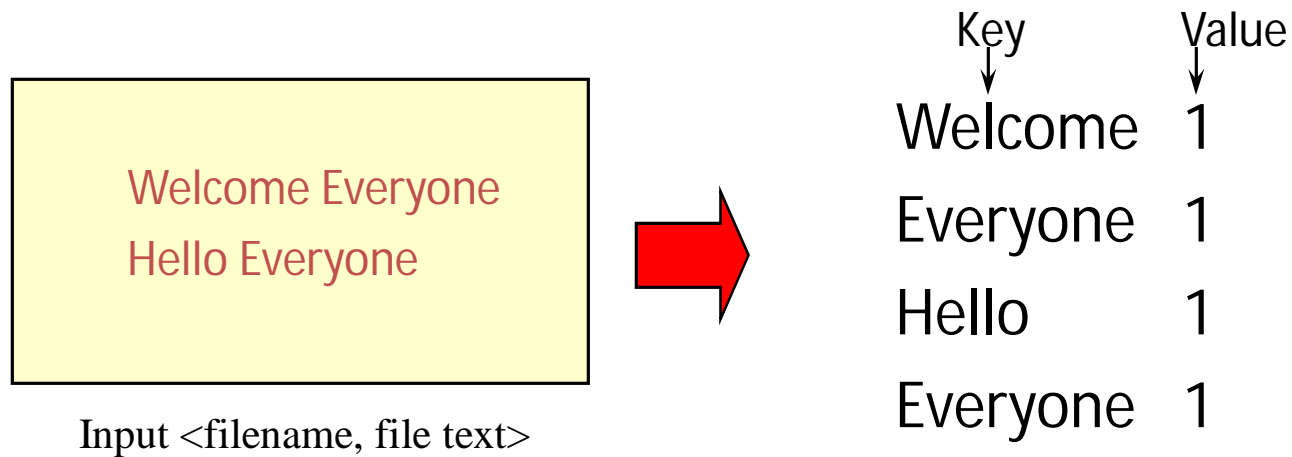 Welcome Everyone
Hello Everyone
Input <filename, file text>
Key Value
Welcome 1
Everyone 1
Hello 1
Everyone 1